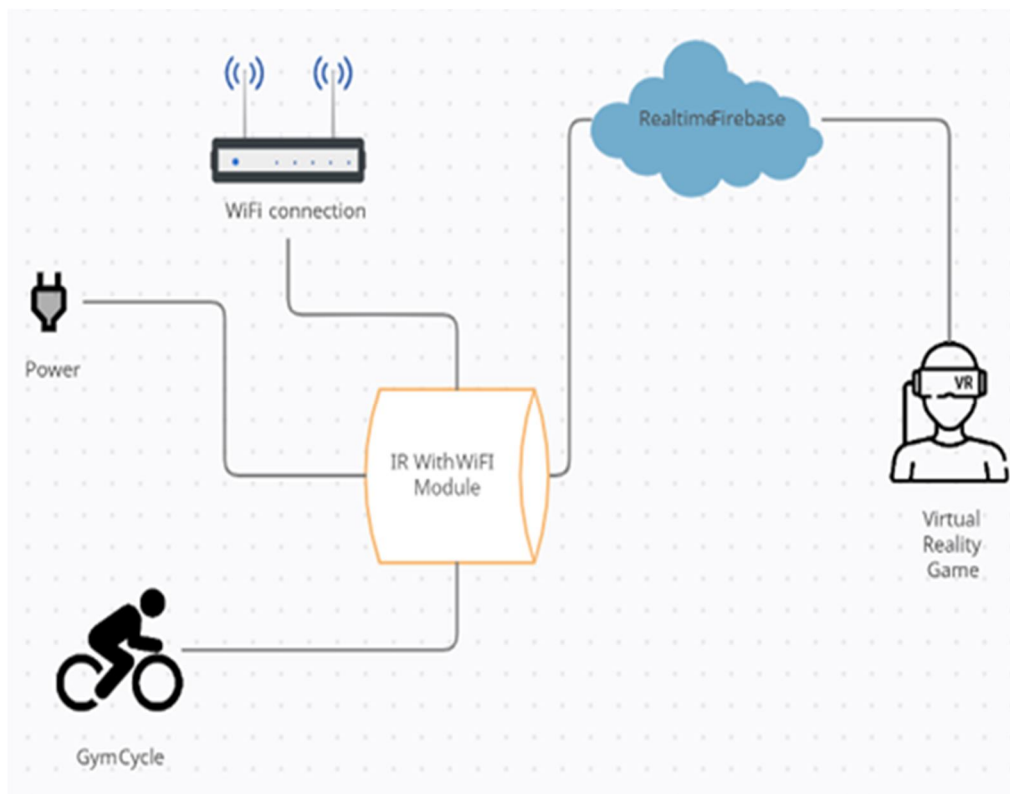 RealtimeFirebase
WiFi connection
Power
VR
IR WithWiFI
Module
Virtual
Reality
Game
GymCycle